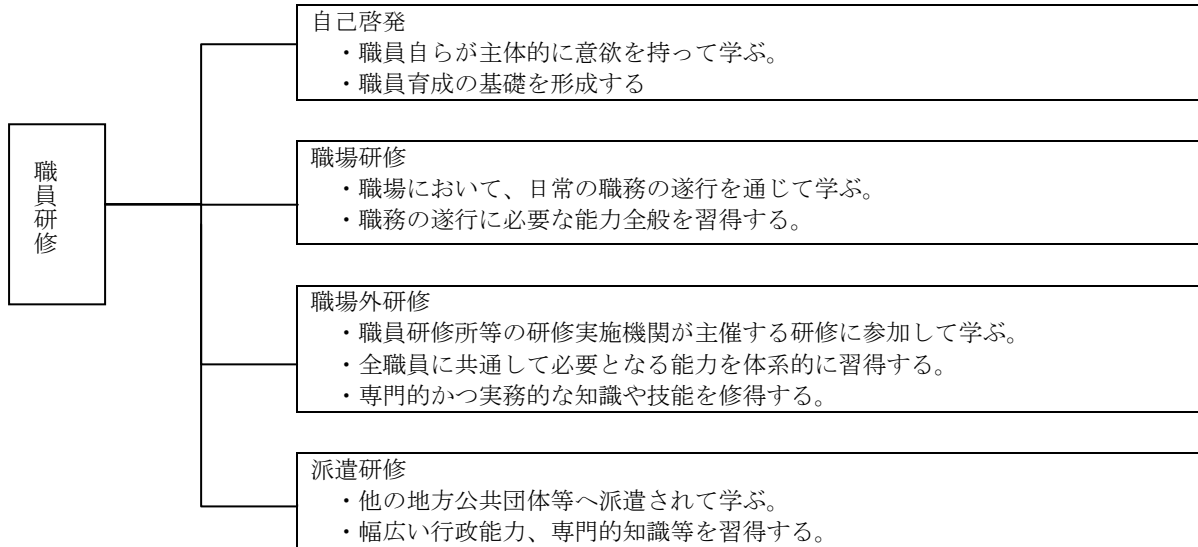 職員研修
自己啓発
・職員自らが主体的に意欲を持って学ぶ。
・職員育成の基礎を形成する
職場研修
・職場において、日常の職務の遂行を通じて学ぶ。
・職務の遂行に必要な能力全般を習得する。
職場外研修
・職員研修所等の研修実施機関が主催する研修に参加して学ぶ。
・全職員に共通して必要となる能力を体系的に習得する。
・専門的かつ実務的な知識や技能を修得する。
派遣研修
・他の地方公共団体等へ派遣されて学ぶ。
・幅広い行政能力、専門的知識等を習得する。